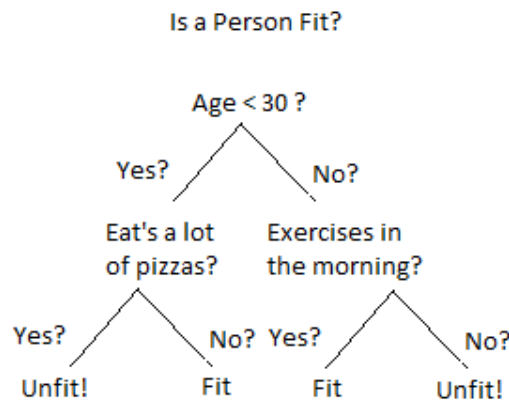 Is a Person Fit?
Age < 30 ?
Yes?
No?
Eat's a lot
of pizzas?
Exercises in
the morning?
Yes?
No?
Yes?
No?
Unfit!
Fit
Fit
Unfit!